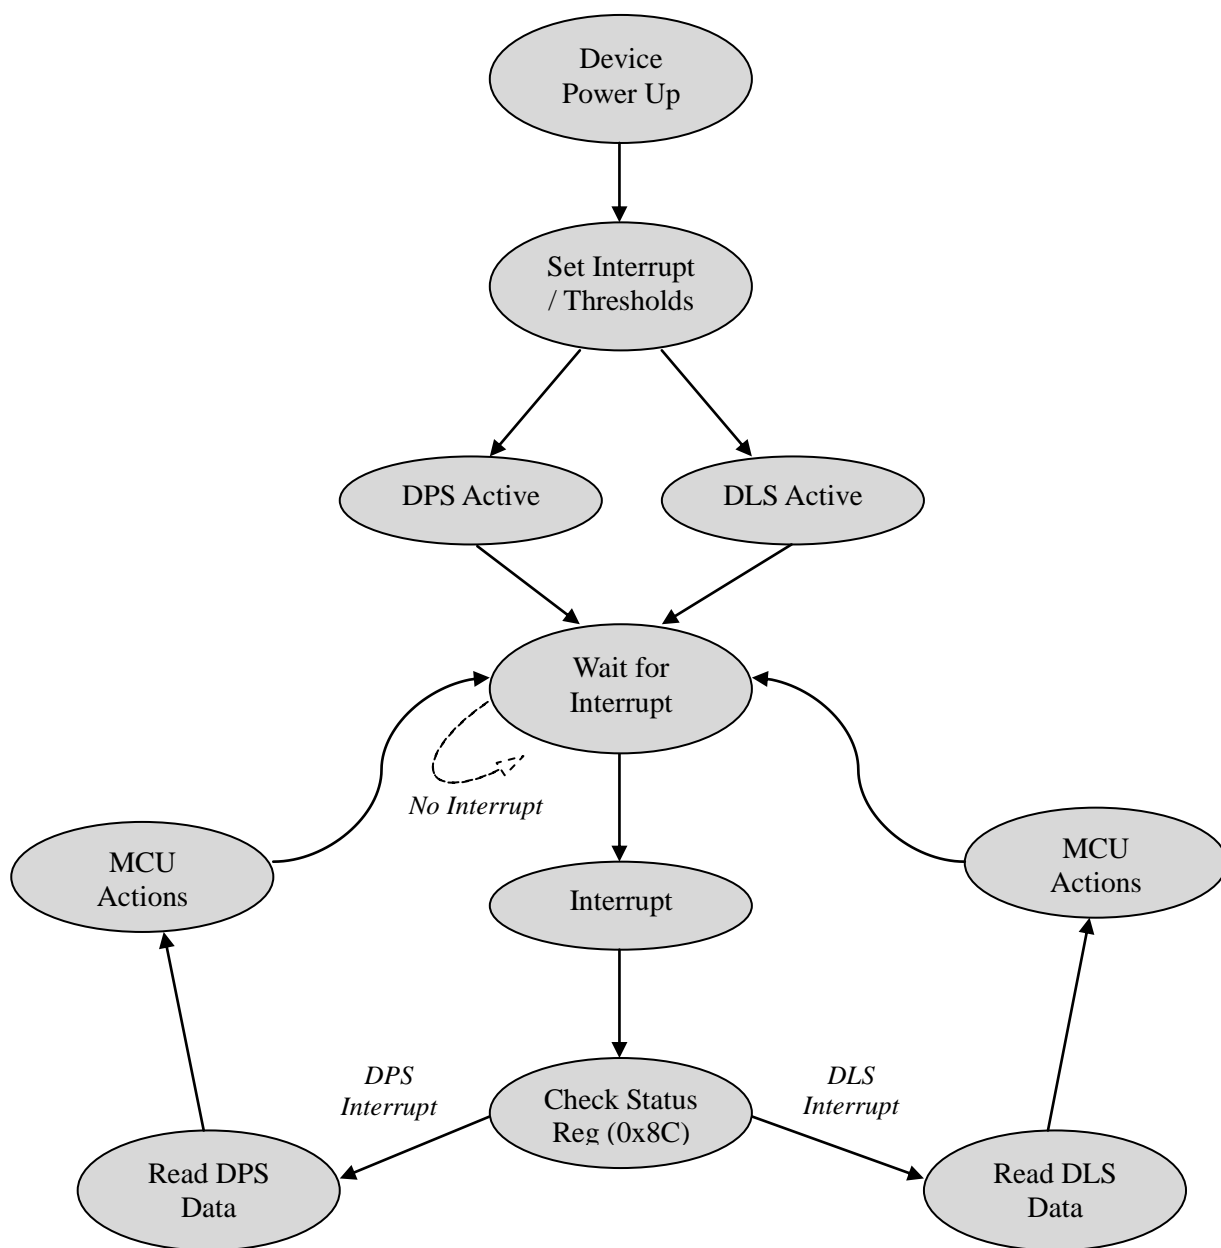 Device
Power Up
Set Interrupt
/ Thresholds
DPS Active
DLS Active
Wait for
Interrupt
No Interrupt
MCU
Actions
MCU
Actions
Interrupt
DPS
Interrupt
DLS
Interrupt
Check Status
Reg (0x8C)
Read DPS
Data
Read DLS
Data